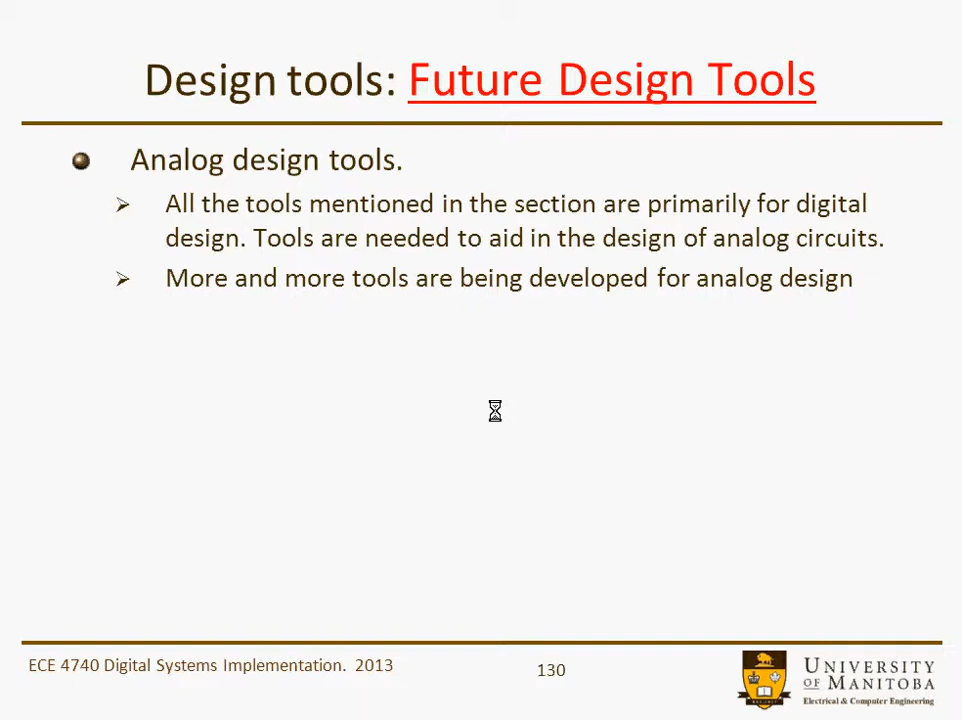 Design tools: Future Design Tools
Analog design tools.
All the tools mentioned in the section are primarily for digital
design. Tools are needed to aid in the design of analog circuits.
More and more tools are being developed for analog design
ECE 4740 Digital Systems Implementation. 2013
130
UNIVERSITY
OF MANITOBA
Electrical & Computer Engineering